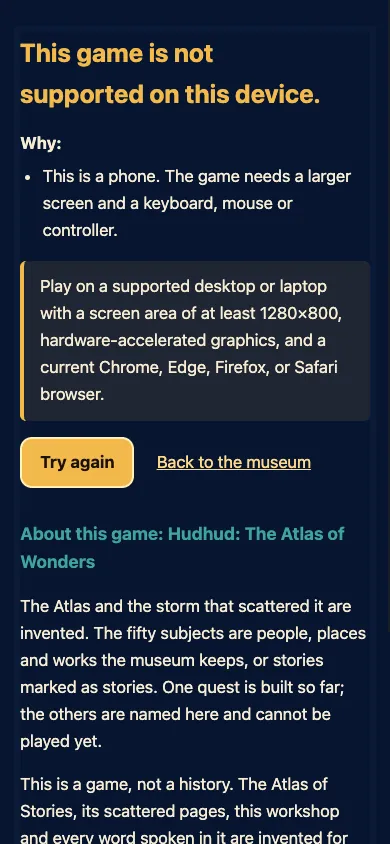 This game is not
supported on this device.
Why:
• This is a phone. The game needs a larger
screen and a keyboard, mouse or
controller.
Play on a supported desktop or laptop
with a screen area of at least 1280×800,
hardware-accelerated graphics, and a
current Chrome, Edge, Firefox, or Safari
browser.
Try again
Back to the museum
About this game: Hudhud: The Atlas of
Wonders
The Atlas and the storm that scattered it are
invented. The fifty subjects are people, places
and works the museum keeps, or stories
marked as stories. One quest is built so far;
the others are named here and cannot be
played yet.
This is a game, not a history. The Atlas of
Stories, its scattered pages, this workshop
and every word spoken in it are invented for